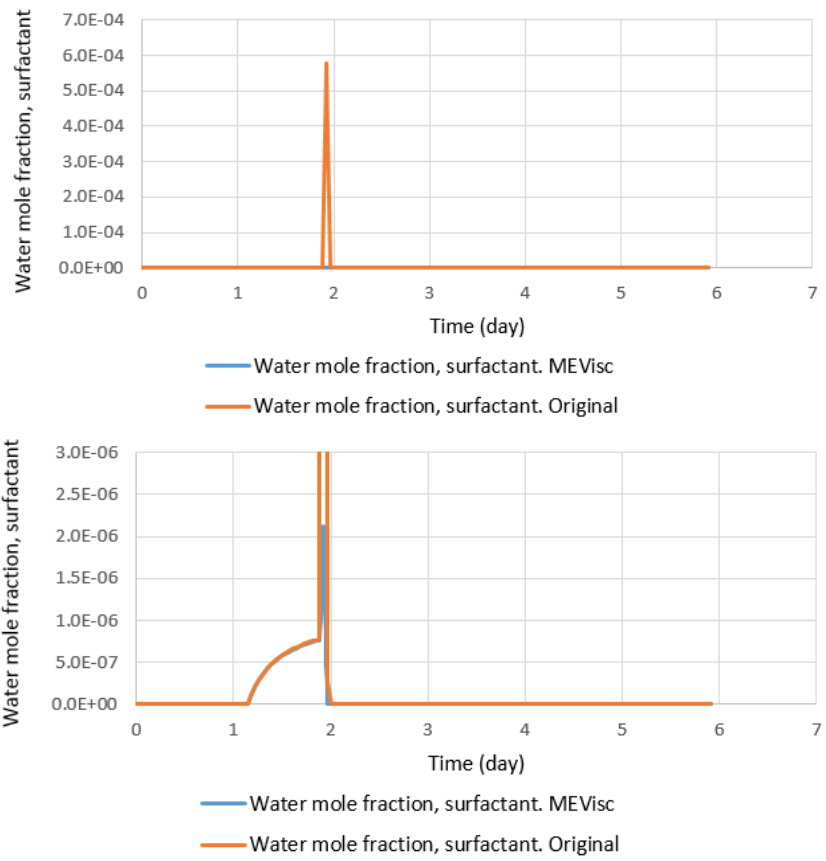 Water mole fraction, surfactant
7.0E-04
6.0E-04
5.0E-04
4.0E-04
3.0E-04
2.0E-04
1.0E-04
0.0E+00
0 1 2 3 4 5 6 7
Time (day)
Water mole fraction, surfactant. MEVisc
Water mole fraction, surfactant. Original
Water mole fraction, surfactant
3.0E-06
2.5E-06
2.0E-06
1.5E-06
1.0E-06
5.0E-07
0.0E+00
0 1 2 3 4 5 6 7
Time (day)
Water mole fraction, surfactant. MEVisc
Water mole fraction, surfactant. Original